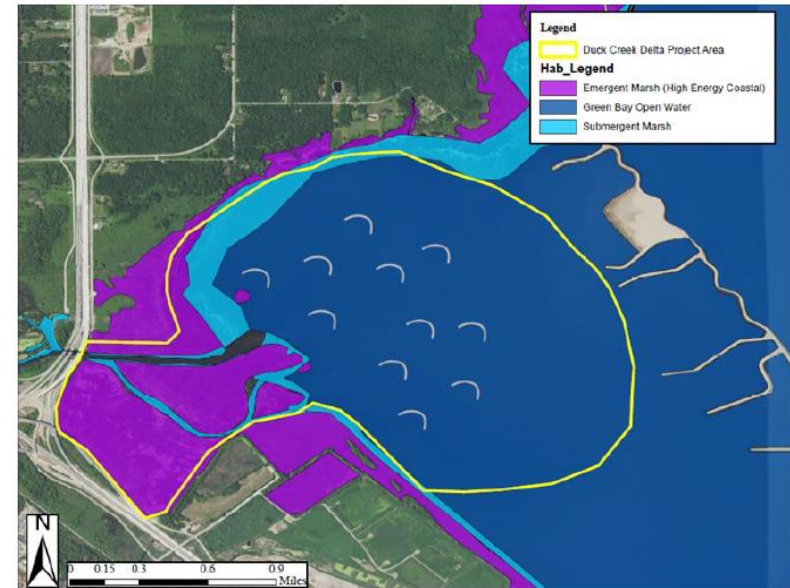 Legend
Duck Creek Delta Project Area
Hab_Legend
Emergent Marsh (High Energy Coastal)
Green Bay Open Water
Submergent Marsh
N
0 0.15 0.3 0.6 0.9
Miles